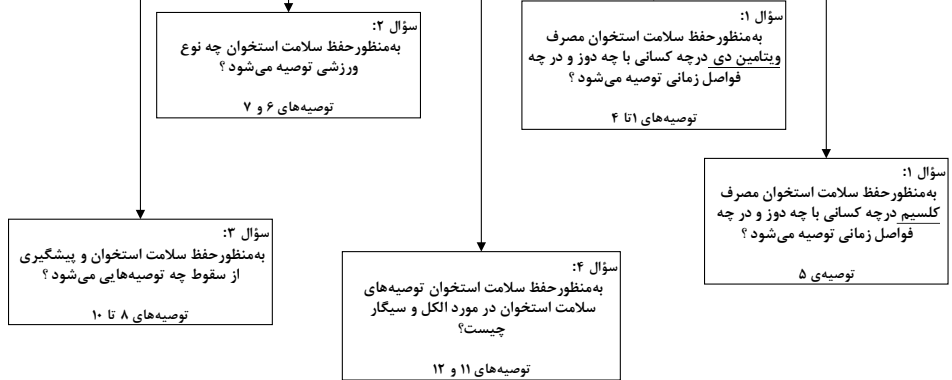 سؤال ۱:
به‌منظورحفظ سلامت استخوان مصرف
ویتامین دی درچه کسانی با چه دوز و در چه
فواصل زمانی توصیه می‌شود ؟
توصیه‌های ۱تا ۴
سؤال ۲:
به‌منظورحفظ سلامت استخوان چه نوع
ورزشی توصیه می‌شود ؟
توصیه‌های ۶ و ۷
سؤال ۱:
به‌منظورحفظ سلامت استخوان مصرف
کلسیم درچه کسانی با چه دوز و در چه
فواصل زمانی توصیه می‌شود ؟
توصیه‌ی ۵
سؤال ۳:
به‌منظورحفظ سلامت استخوان و پیشگیری
از سقوط چه توصیه‌هایی می‌شود ؟
توصیه‌های ۸ تا ۱۰
سؤال ۴:
به‌منظورحفظ سلامت استخوان توصیه‌های
سلامت استخوان در مورد الکل و سیگار
چیست؟
توصیه‌های ۱۱ و ۱۲